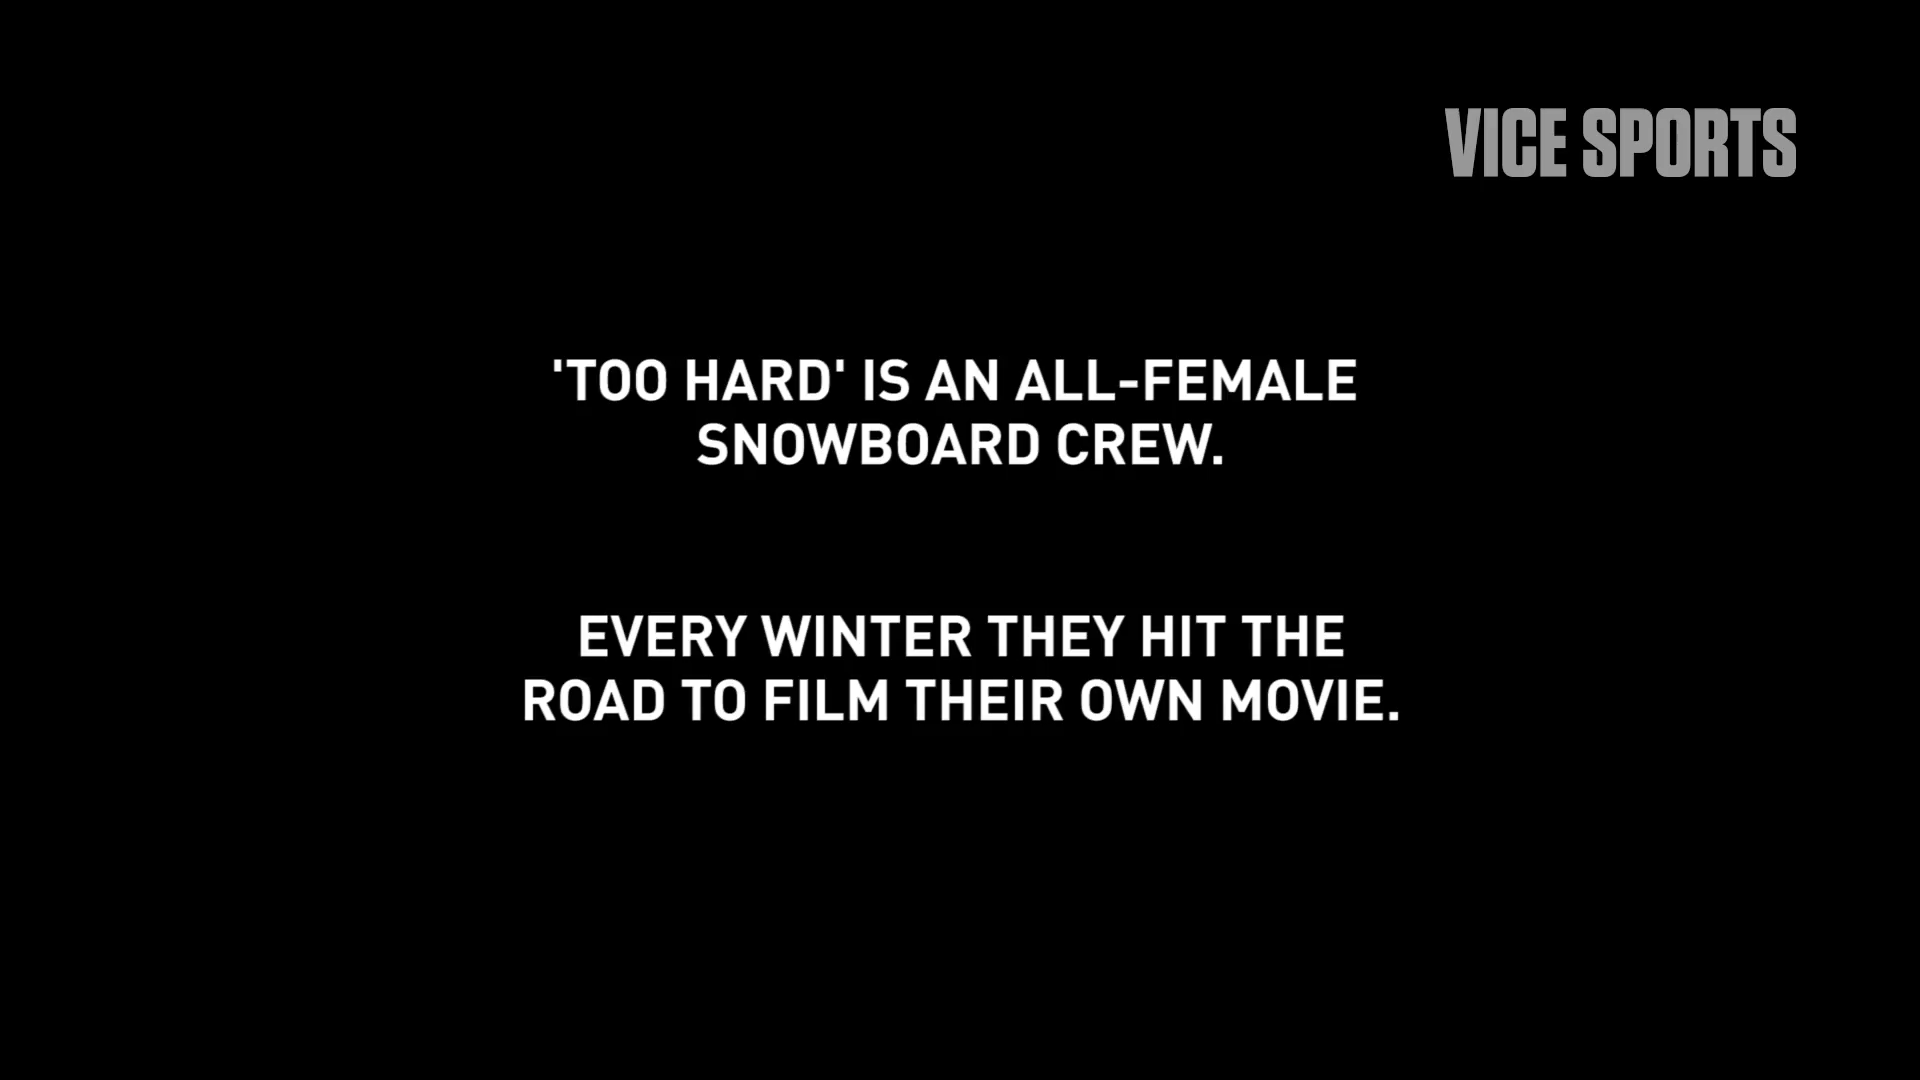 VICE SPORTS
'TOO HARD' IS AN ALL-FEMALE
SNOWBOARD CREW.
EVERY WINTER THEY HIT THE
ROAD TO FILM THEIR OWN MOVIE.